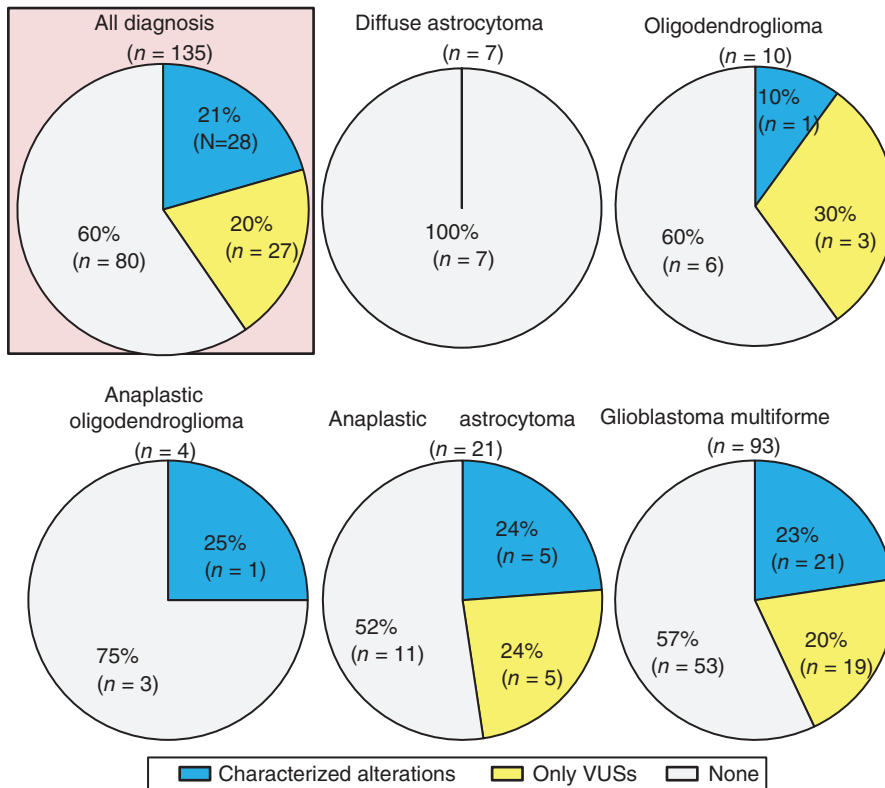 All diagnosis
(n = 135)
21%
(N=28)
20%
(n = 27)
60%
(n = 80)
Diffuse astrocytoma
(n = 7)
100%
(n = 7)
Oligodendroglioma
(n = 10)
10%
(n = 1)
30%
(n = 3)
60%
(n = 6)
Anaplastic
oligodendroglioma
(n = 4)
25%
(n = 1)
75%
(n = 3)
Anaplastic astrocytoma
(n = 21)
24%
(n = 5)
52%
(n = 11)
24%
(n = 5)
Glioblastoma multiforme
(n = 93)
23%
(n = 21)
57%
(n = 53)
20%
(n = 19)
Characterized alterations Only VUSs None